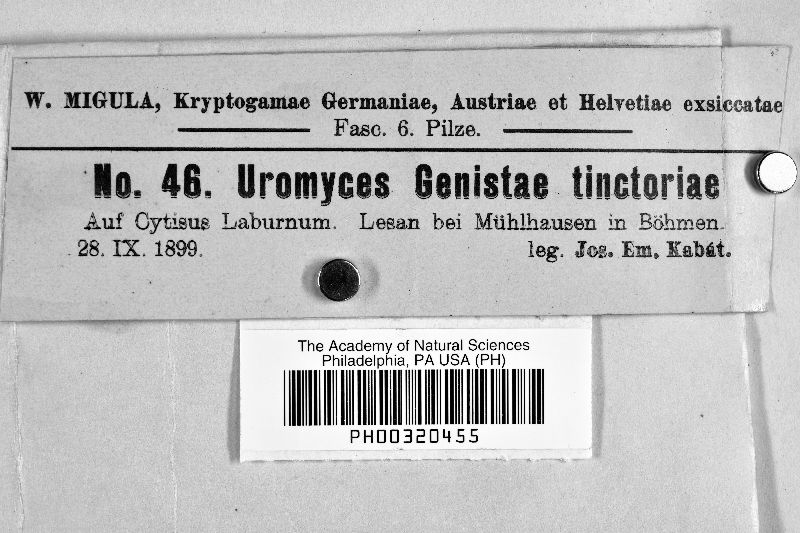 W. MIGULA, Kryptogamae Germaniae, Austriae et Helvetiae exsiccatae
Fasc. 6. Pilze.
No. 46. Uromyces Genistae tinctoriae
Auf Cytisus Laburnum. Lesan bei Mühlhausen in Böhmen.
28. IX. 1899. leg. Jos. Em. Kabát.
The Academy of Natural Sciences
Philadelphia, PA USA (PH)
PH00320455